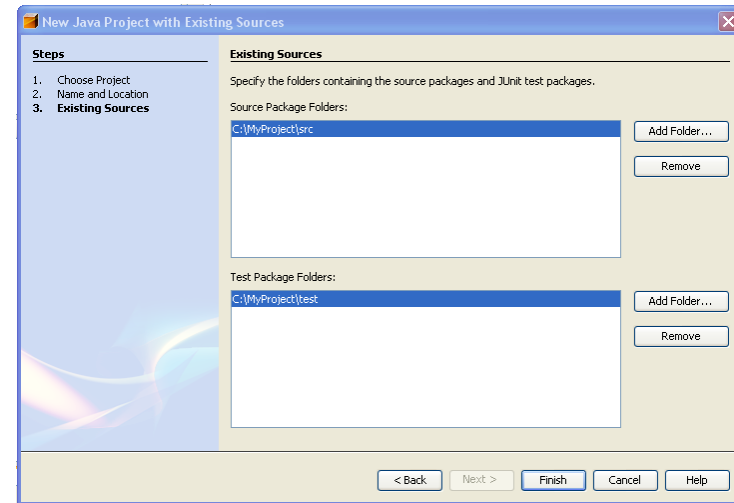 New Java Project with Existing Sources
Steps
1. Choose Project
2. Name and Location
3. Existing Sources
Existing Sources
Specify the folders containing the source packages and JUnit test packages.
Source Package Folders:
C:\MyProject\src
Add Folder...
Remove
Test Package Folders:
C:\MyProject\test
Add Folder...
Remove
< Back Next > Finish Cancel Help